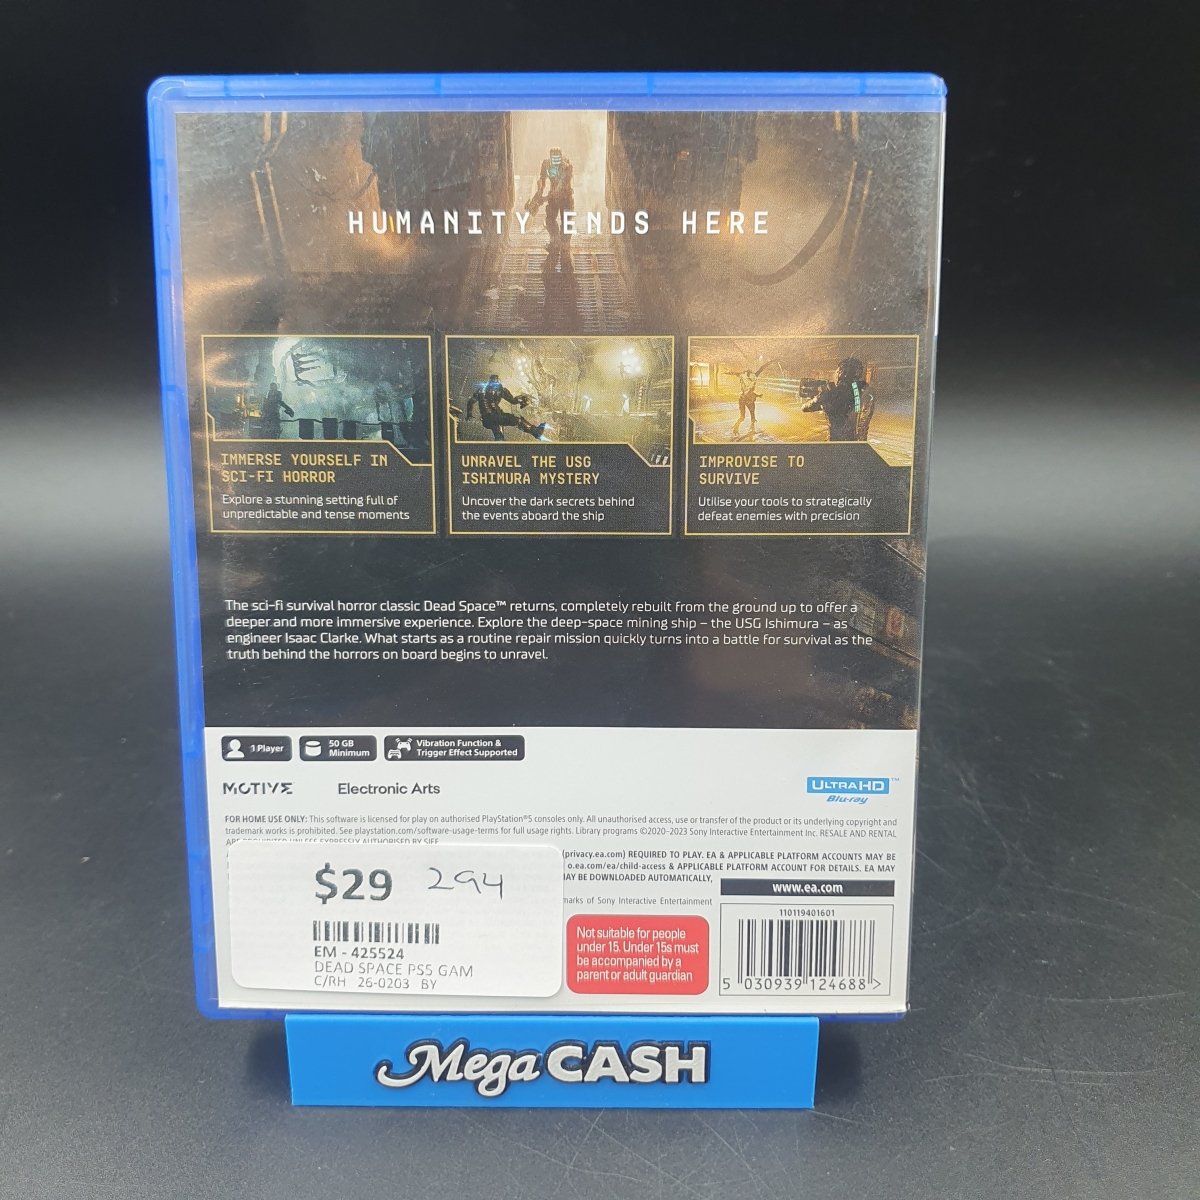 HUMANITY ENDS HERE
IMMERSE YOURSELF IN
SCI-FI HORROR
Explore a stunning setting full of
unpredictable and tense moments
UNRAVEL THE USG
ISHIMURA MYSTERY
Uncover the dark secrets behind
the events aboard the ship
IMPROVISE TO
SURVIVE
Utilise your tools to strategically
defeat enemies with precision
The sci-fi survival horror classic Dead Space™ returns, completely rebuilt from the ground up to offer a
deeper and more immersive experience. Explore the deep-space mining ship – the USG Ishimura – as
engineer Isaac Clarke. What starts as a routine repair mission quickly turns into a battle for survival as the
truth behind the horrors on board begins to unravel.
1 Player
50 GB
Minimum
Vibration Function &
Trigger Effect Supported
MOTIVE
Electronic Arts
ULTRA HD™
Blu-ray
FOR HOME USE ONLY: This software is licensed for play on authorised PlayStation®5 consoles only. All unauthorised access, use or transfer of the product or its underlying copyright and
trademark works is prohibited. See playstation.com/software-usage-terms for full usage rights. Library programs ©2020-2023 Sony Interactive Entertainment Inc. RESALE AND RENTAL
ARE PROHIBITED UNLESS EXPRESSLY AUTHORISED BY SIEE
(privacy.ea.com) REQUIRED TO PLAY. EA & APPLICABLE PLATFORM ACCOUNTS MAY BE
o.ea.com/ea/child-access & APPLICABLE PLATFORM ACCOUNT FOR DETAILS. EA MAY
MAY BE DOWNLOADED AUTOMATICALLY,
marks of Sony Interactive Entertainment
www.ea.com
$29 294
EM - 425524
DEAD SPACE PS5 GAM
C/RH 26-0203 BY
Not suitable for people
under 15. Under 15s must
be accompanied by a
parent or adult guardian
110119401601
5 030939 124688 >
Mega CASH